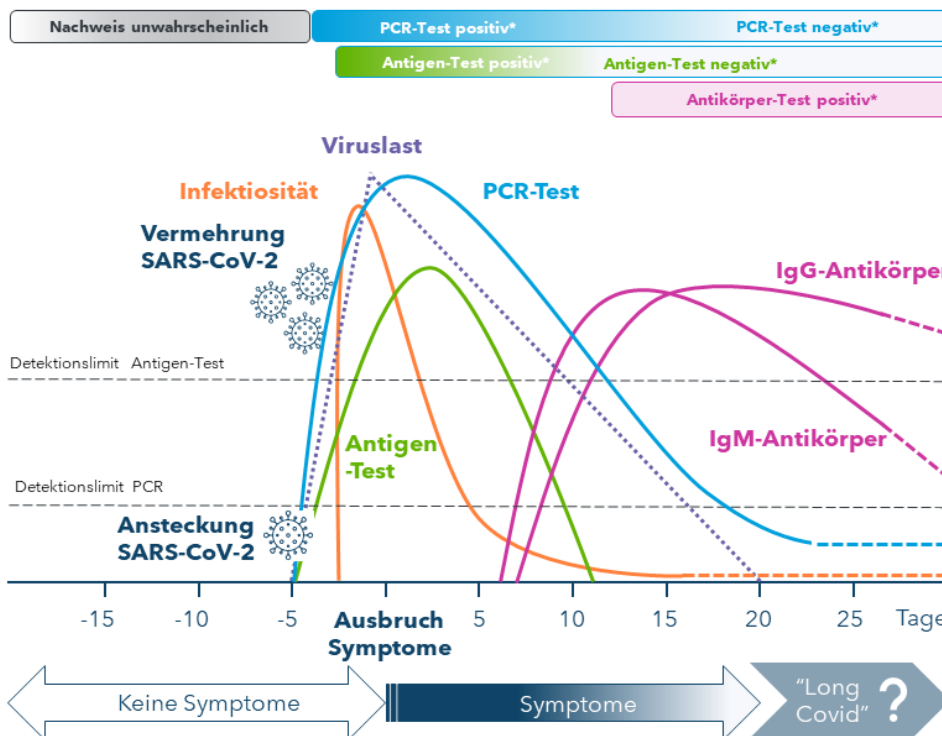 Nachweis unwahrscheinlich
PCR-Test positiv*
PCR-Test negativ*
Antigen-Test positiv*
Antigen-Test negativ*
Antikörper-Test positiv*
Viruslast
Infektiosität
PCR-Test
Vermehrung
SARS-CoV-2
IgG-Antikörper
Detektionslimit Antigen-Test
Antigen
-Test
IgM-Antikörper
Detektionslimit PCR
Ansteckung
SARS-CoV-2
-15
-10
-5
Ausbruch
Symptome
5
10
15
20
25
Tage
Keine Symptome
Symptome
“Long
Covid”
?